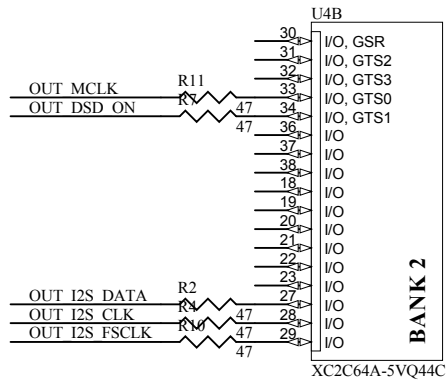 U4B
30 I/O, GSR
31 I/O, GTS2
32 I/O, GTS3
OUT_MCLK R11 47 33 I/O, GTS0
OUT_DSD_ON R7 47 34 I/O, GTS1
36 I/O
37 I/O
38 I/O
18 I/O
19 I/O
20 I/O
21 I/O
22 I/O
23 I/O
OUT_I2S_DATA R2 47 27 I/O
OUT_I2S_CLK R4 47 28 I/O
OUT_I2S_FSCLK R10 47 29 I/O
BANK 2
XC2C64A-5VQ44C